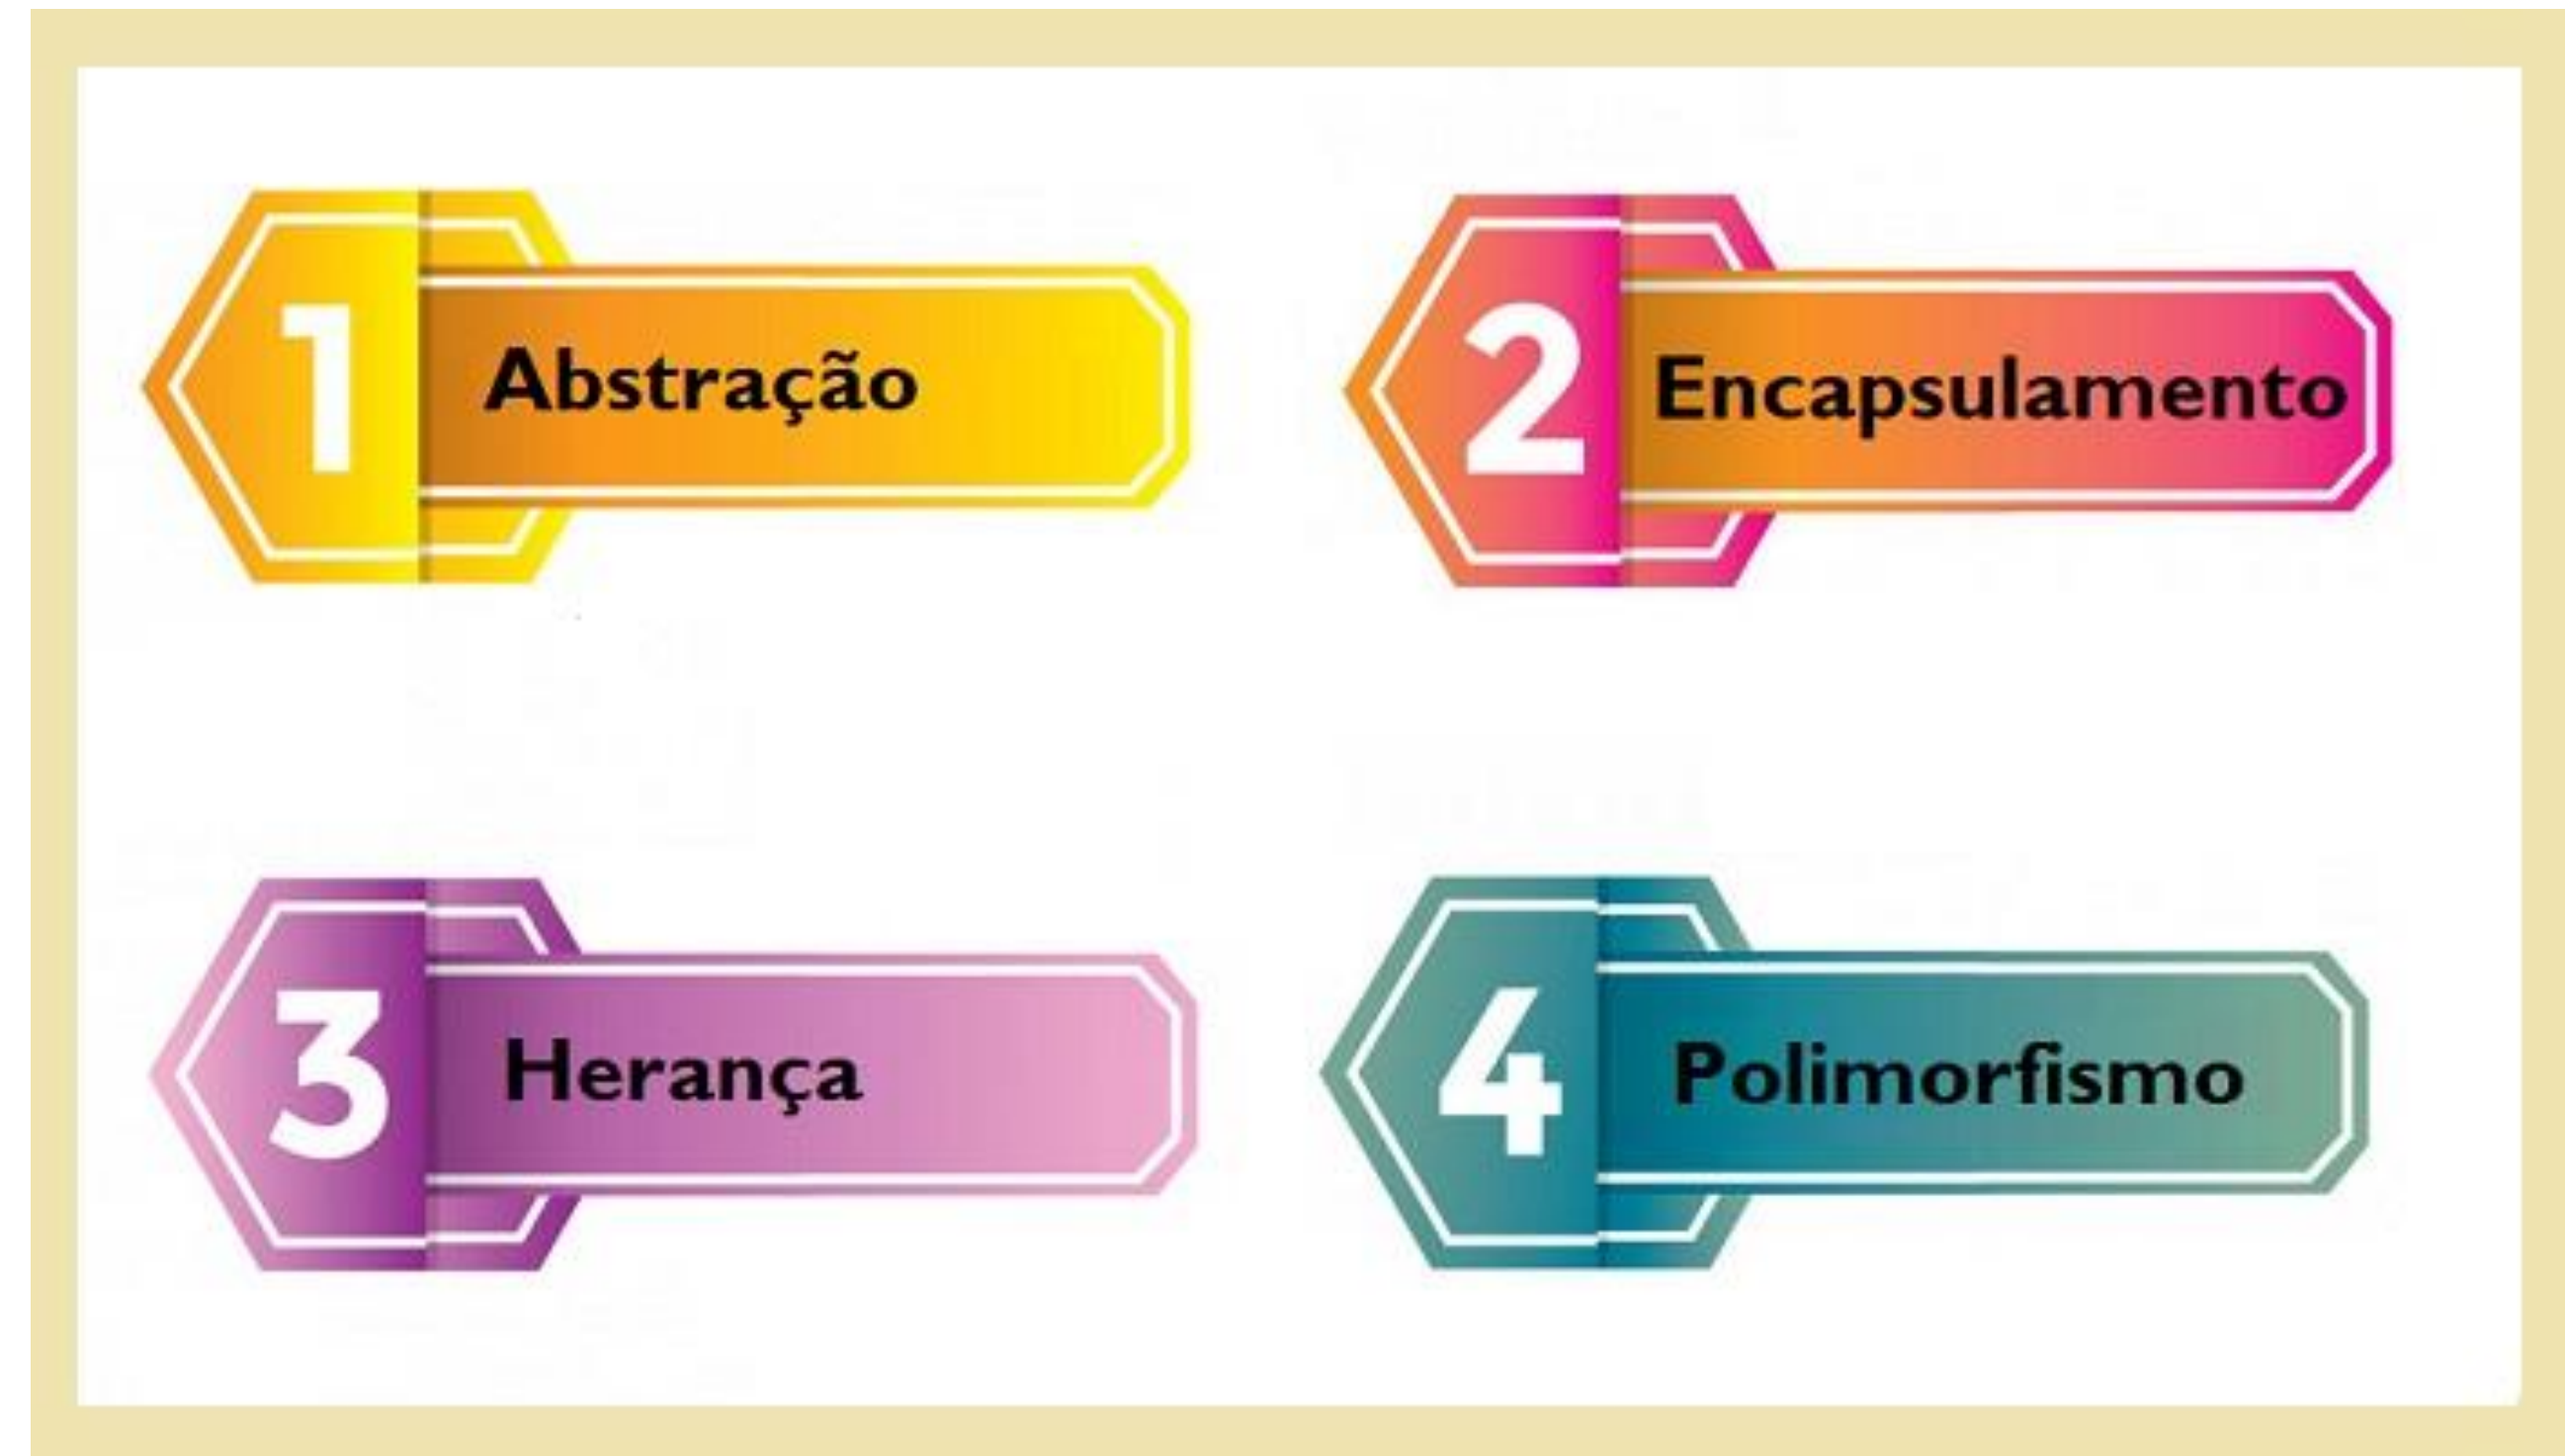 1 Abstração
2 Encapsulamento
3 Herança
4 Polimorfismo